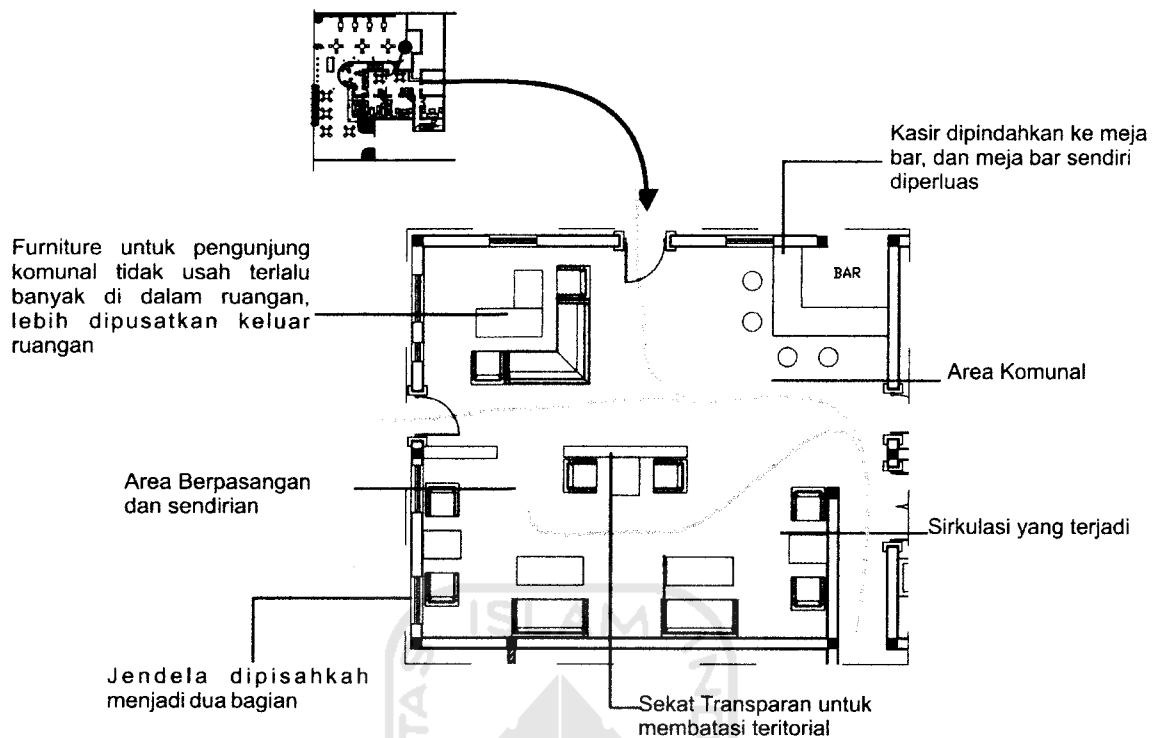 Kasir dipindahkan ke meja
bar, dan meja bar sendiri
diperluas
Furniture untuk pengunjung
komunal tidak usah terlalu
banyak di dalam ruangan,
lebih dipusatkan keluar
ruangan
BAR
Area Komunal
Area Berpasangan
dan sendirian
Sirkulasi yang terjadi
Jendela dipisahkah
menjadi dua bagian
Sekat Transparan untuk
membatasi teritorial
ISLAM